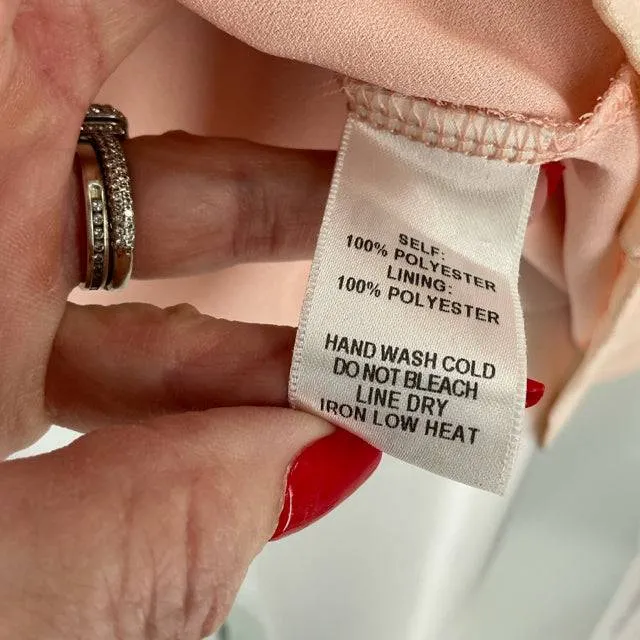 SELF:
100% POLYESTER
LINING:
100% POLYESTER
HAND WASH COLD
DO NOT BLEACH
LINE DRY
IRON LOW HEAT